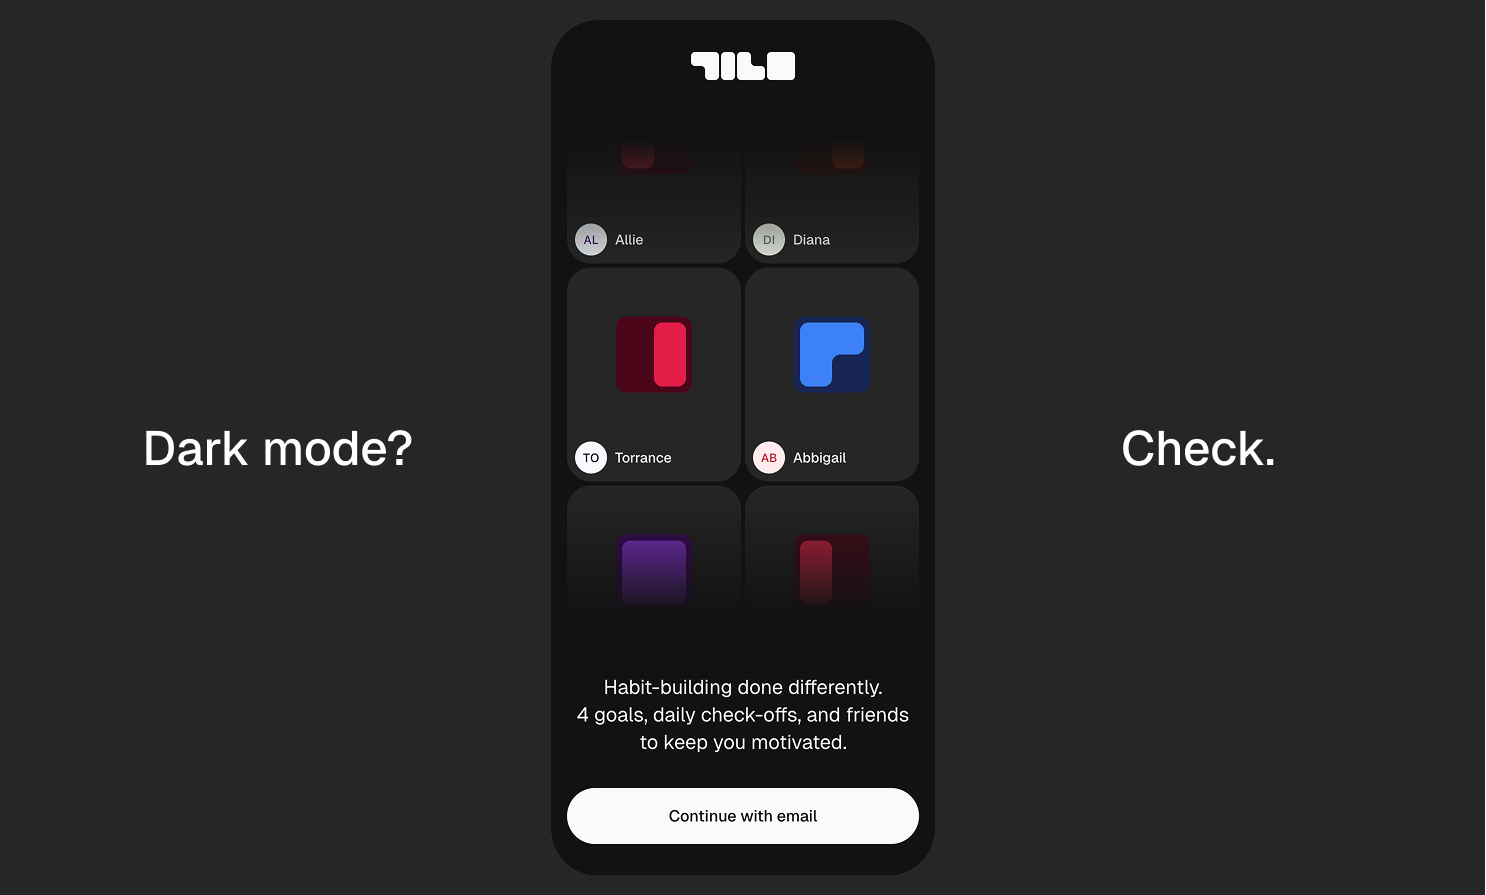 Dark mode?
TILO
AL Allie
DI Diana
TO Torrance
AB Abbigail
Habit-building done differently.
4 goals, daily check-offs, and friends
to keep you motivated.
Continue with email
Check.